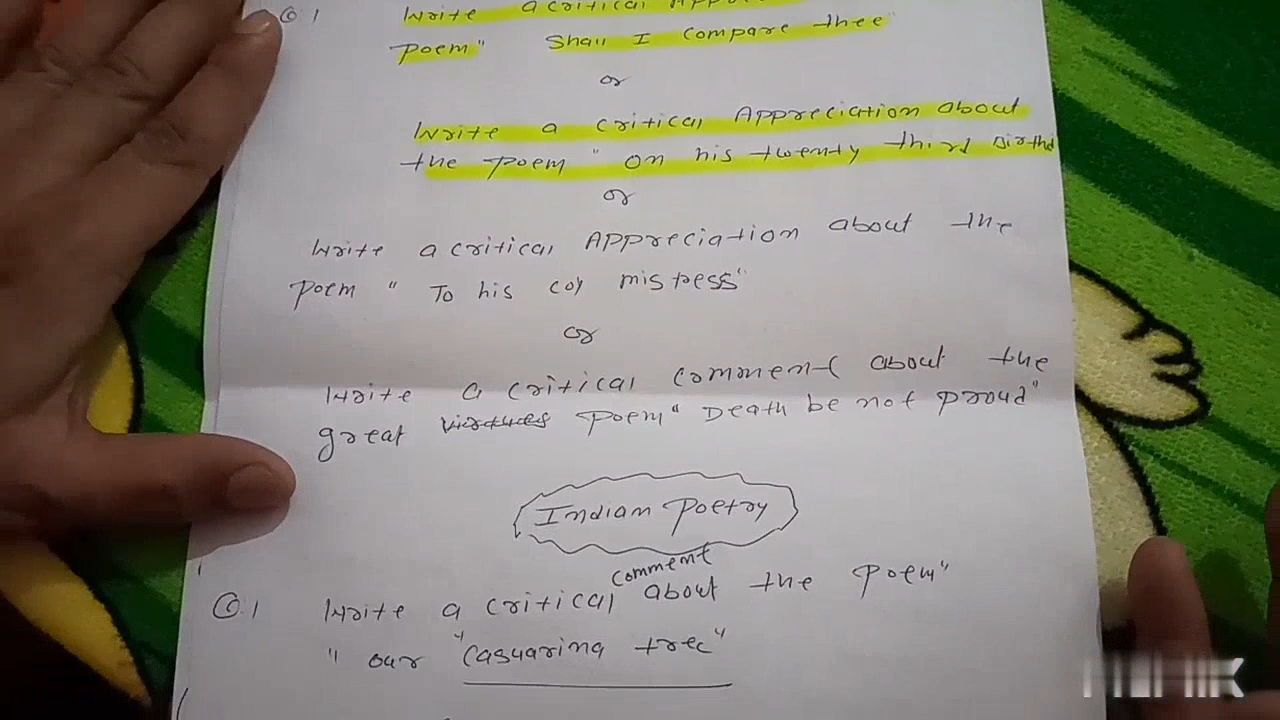 Q.1 Write a critical
poem" Shall I compare thee"
or
Write a critical Appreciation about
the poem " on his twenty third Birthd
or
Write a critical Appreciation about the
poem " To his coy mistress"
or
Write a critical comment about the
great virtues poem" Death be not proud"
Indian Poetry
comment
Q.1 Write a critical about the poem"
" our "Casuaring tree"